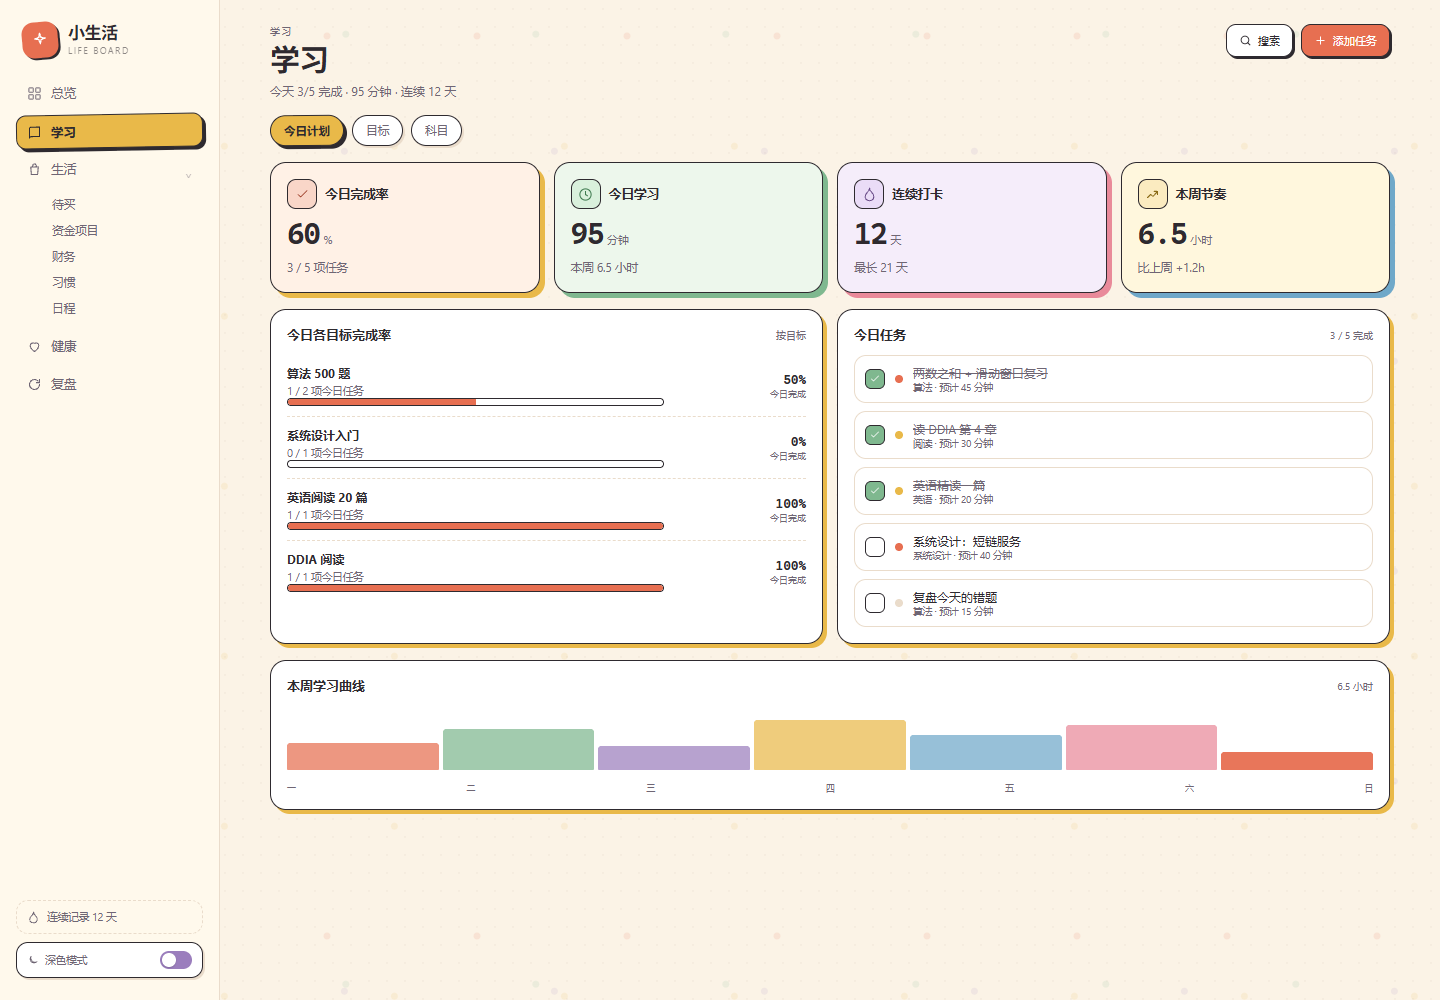 小生活
LIFE BOARD
总览
学习
生活
待买
资金项目
财务
习惯
日程
健康
复盘
连续记录 12 天
深色模式
学习
学习
今天 3/5 完成 · 95 分钟 · 连续 12 天
搜索
添加任务
今日计划
目标
科目
今日完成率
60 %
3 / 5 项任务
今日学习
95 分钟
本周 6.5 小时
连续打卡
12 天
最长 21 天
本周节奏
6.5 小时
比上周 +1.2h
今日各目标完成率
按目标
算法 500 题
1 / 2 项今日任务
50%
今日完成
系统设计入门
0 / 1 项今日任务
0%
今日完成
英语阅读 20 篇
1 / 1 项今日任务
100%
今日完成
DDIA 阅读
1 / 1 项今日任务
100%
今日完成
今日任务
3 / 5 完成
两数之和 + 滑动窗口复习
算法 · 预计 45 分钟
读 DDIA 第 4 章
阅读 · 预计 30 分钟
英语精读一篇
英语 · 预计 20 分钟
系统设计：短链服务
系统设计 · 预计 40 分钟
复盘今天的错题
算法 · 预计 15 分钟
本周学习曲线
6.5 小时
一
二
三
四
五
六
日